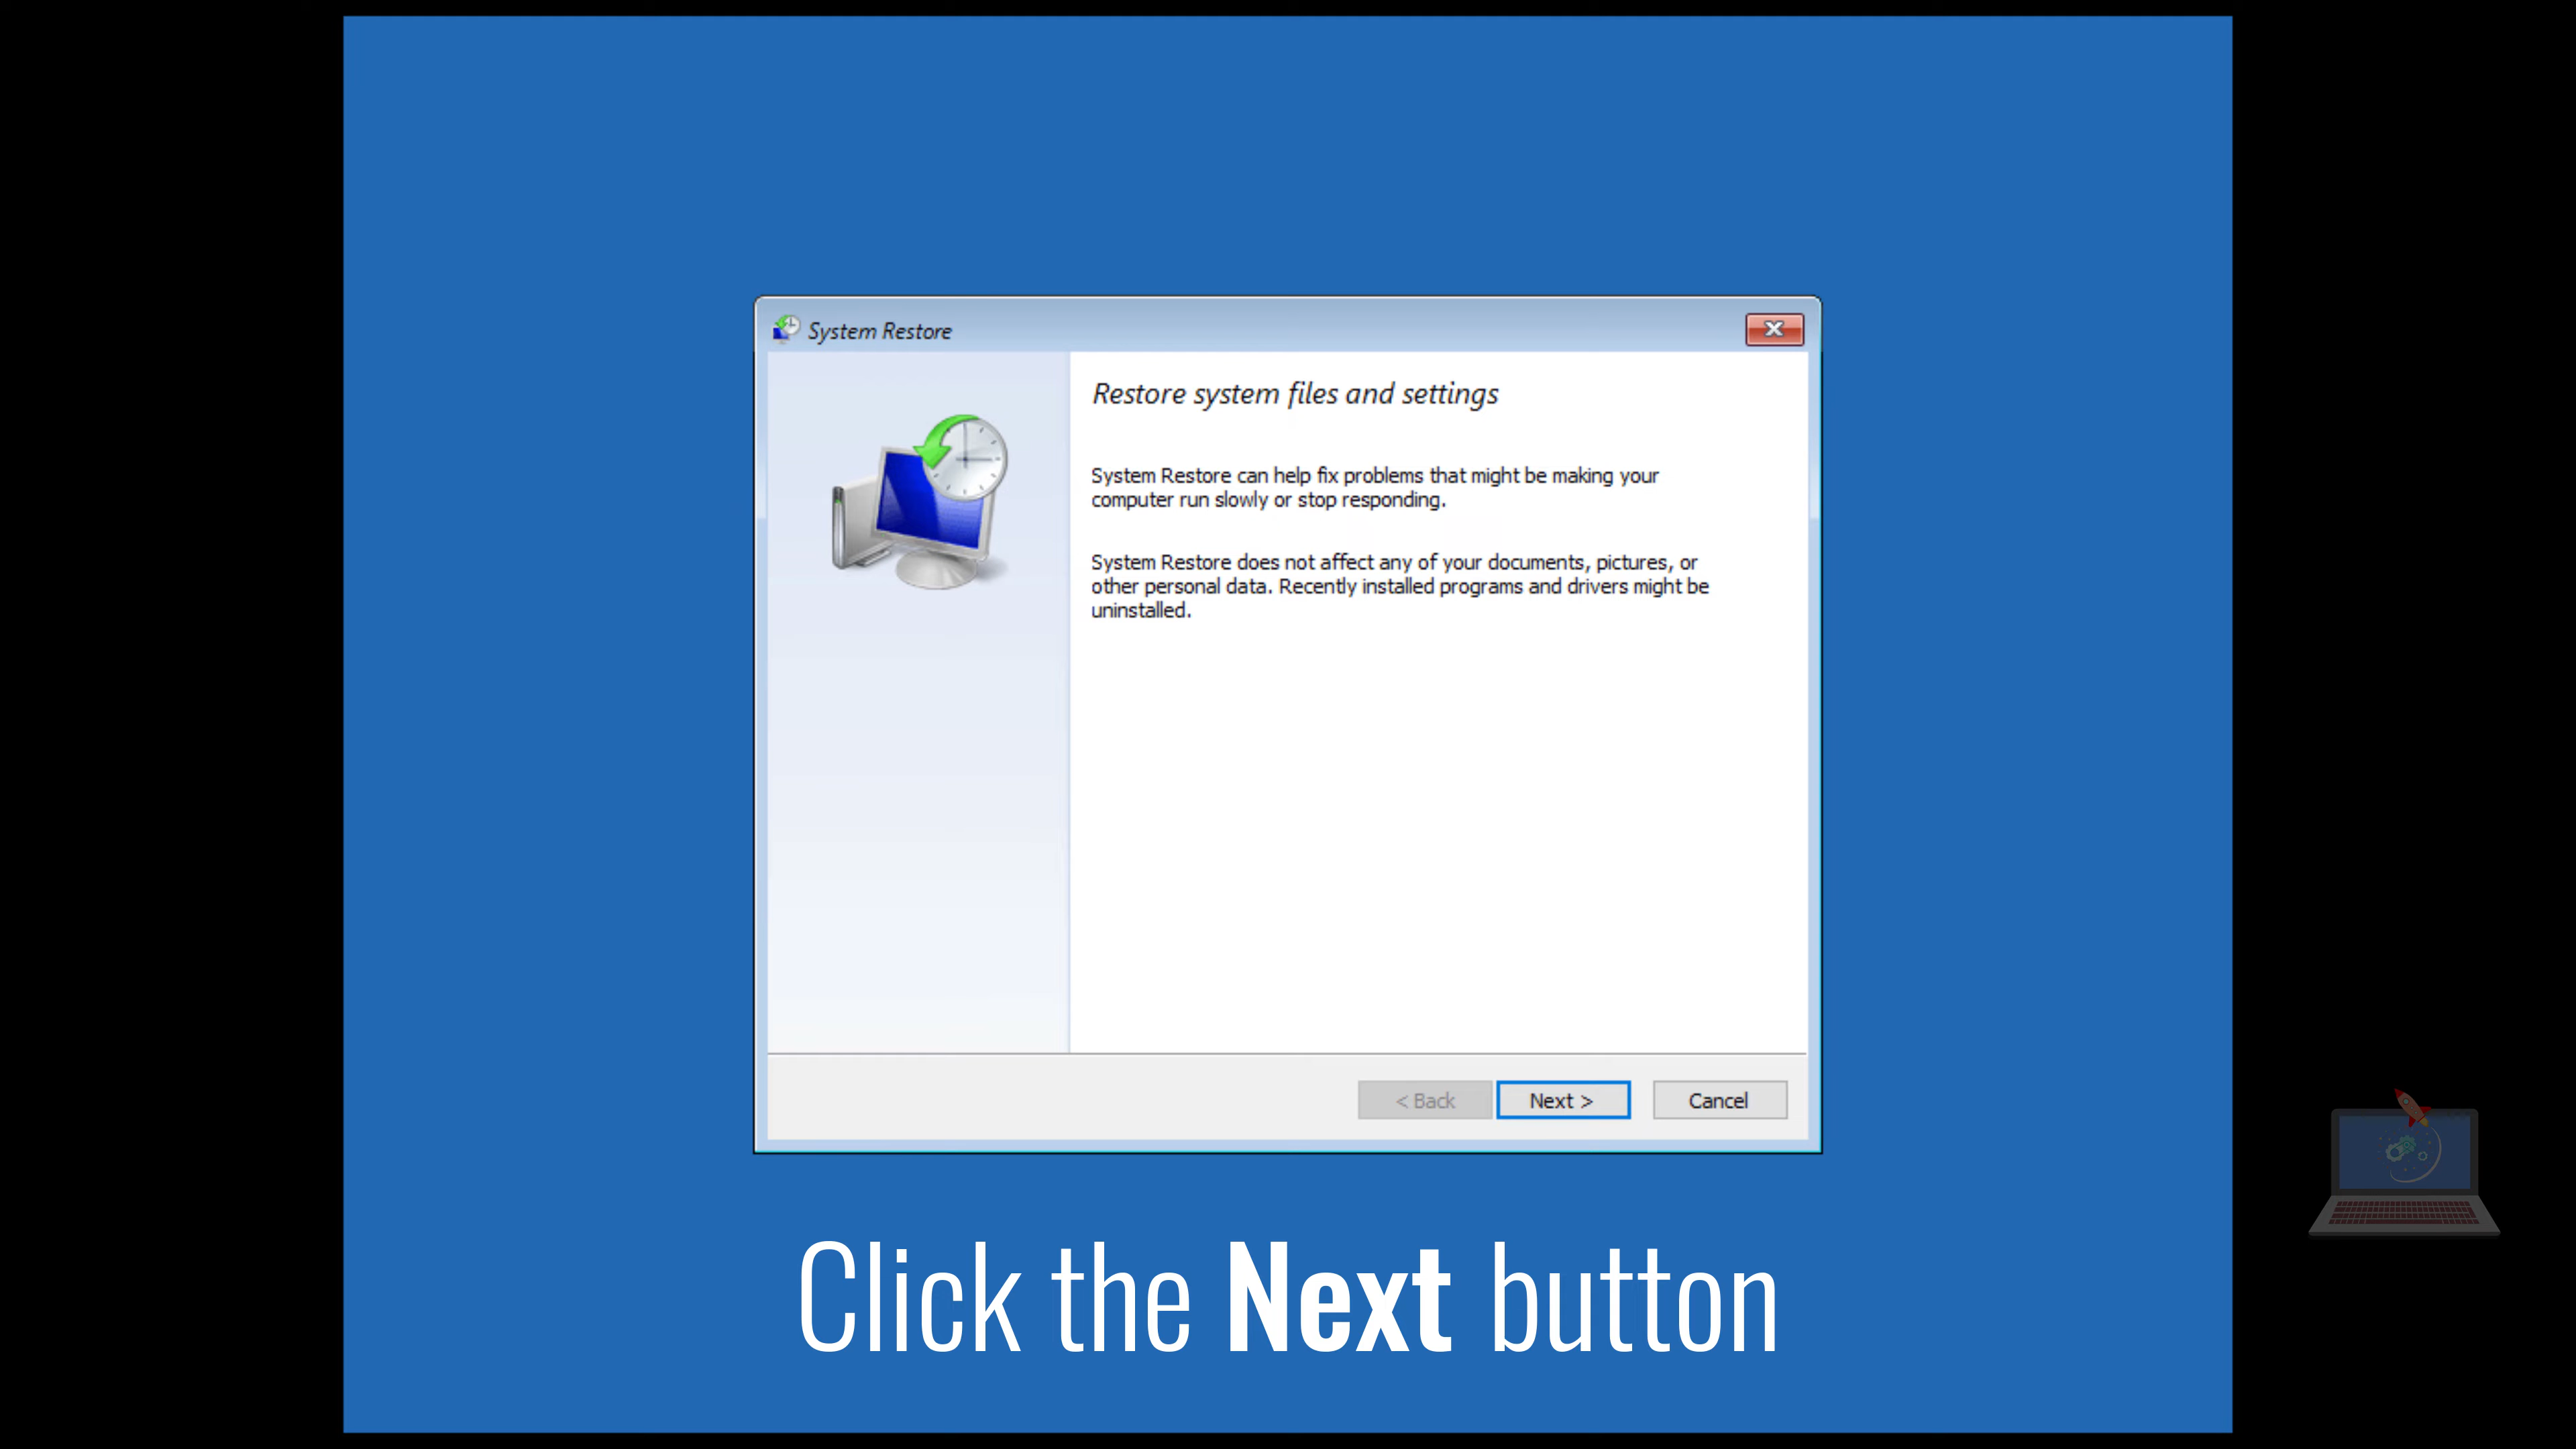 System Restore
Restore system files and settings
System Restore can help fix problems that might be making your
computer run slowly or stop responding.
System Restore does not affect any of your documents, pictures, or
other personal data. Recently installed programs and drivers might be
uninstalled.
< Back
Next >
Cancel
Click the Next button